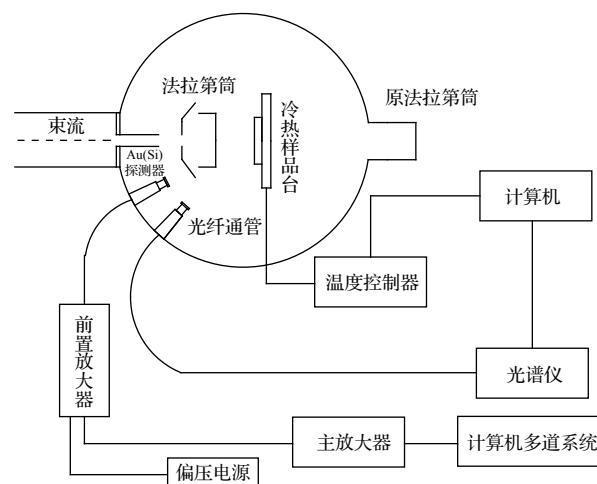 法拉第筒
原法拉第筒
束流
冷热样品台
Au(Si)
探测器
计算机
光纤通管
温度控制器
前置放大器
光谱仪
主放大器
计算机多道系统
偏压电源